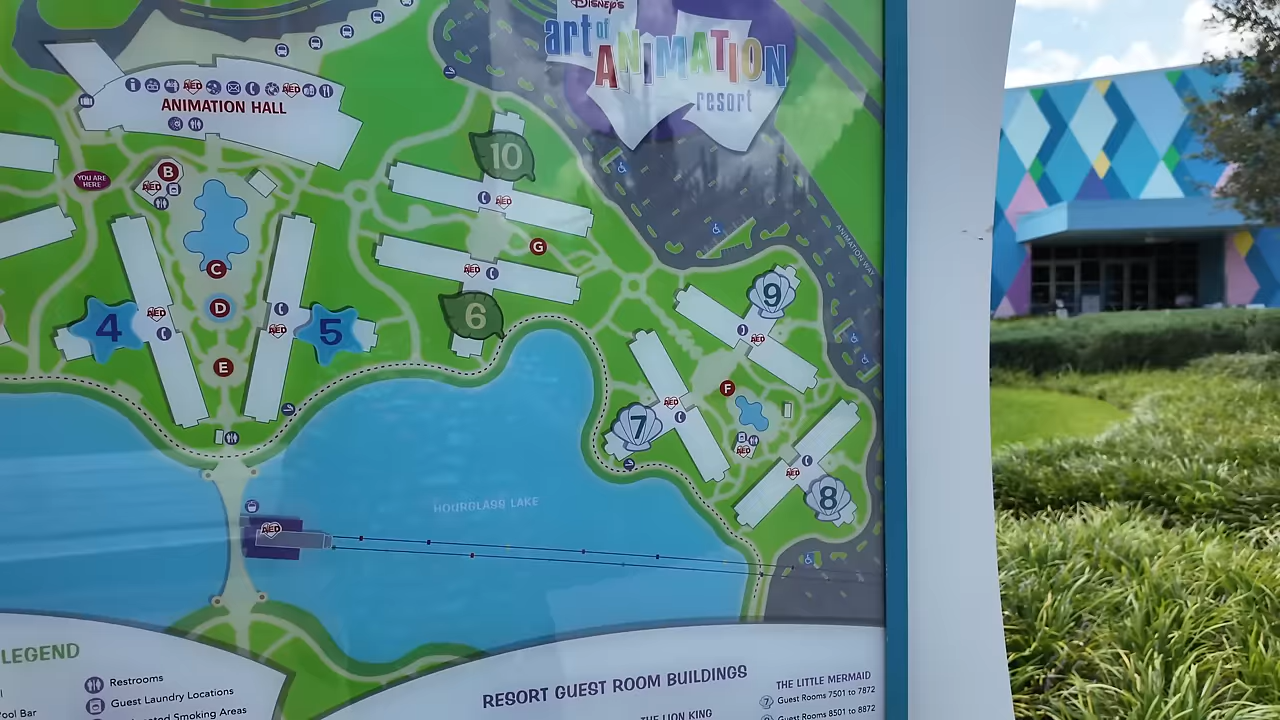 DISNEY'S
art of
ANIMATION
resort
ANIMATION HALL
YOU ARE
HERE
B
AED
10
G
C
D
E
4
5
6
9
F
7
8
ANIMATION WAY
HOURGLASS LAKE
AED
LEGEND
Restrooms
Guest Laundry Locations
Smoking Areas
Pool Bar
RESORT GUEST ROOM BUILDINGS
THE LION KING
THE LITTLE MERMAID
7 Guest Rooms 7501 to 7872
Guest Rooms 8501 to 8872